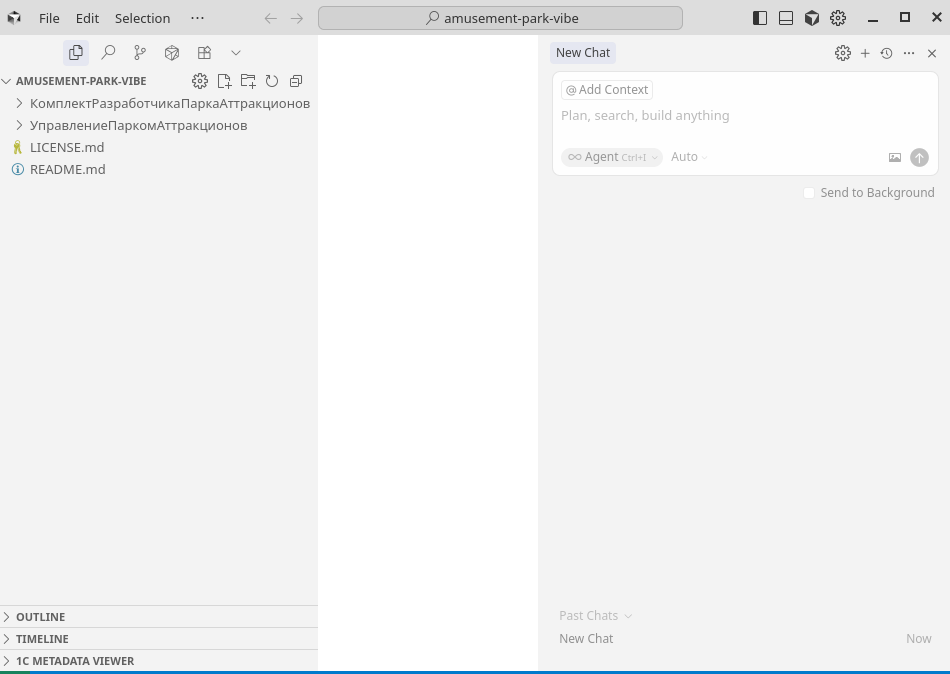 File Edit Selection ···
amusement-park-vibe
AMUSEMENT-PARK-VIBE
КомплектРазработчикаПаркаАттракционов
УправлениеПаркомАттракционов
LICENSE.md
README.md
OUTLINE
TIMELINE
1C METADATA VIEWER
New Chat
@ Add Context
Plan, search, build anything
∞ Agent Ctrl+I Auto
Send to Background
Past Chats
New Chat Now